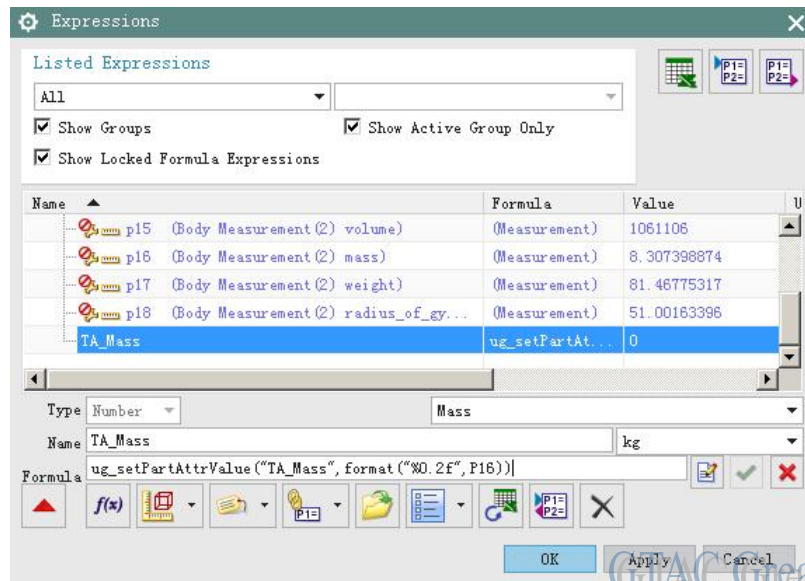 Expressions
Listed Expressions
All
Show Groups
Show Active Group Only
Show Locked Formula Expressions
Name Formula Value U
p15 (Body Measurement(2) volume) (Measurement) 1061106
p16 (Body Measurement(2) mass) (Measurement) 8.307398874
p17 (Body Measurement(2) weight) (Measurement) 81.46775317
p18 (Body Measurement(2) radius_of_gy... (Measurement) 51.00163396
TA_Mass ug_setPartAt... 0
Type Number Mass
Name TA_Mass kg
Formula ug_setPartAttrValue("TA_Mass",format("%0.2f",P16))
f(x) P1= P1= P2=
OK Apply Cancel
GTAC Greg